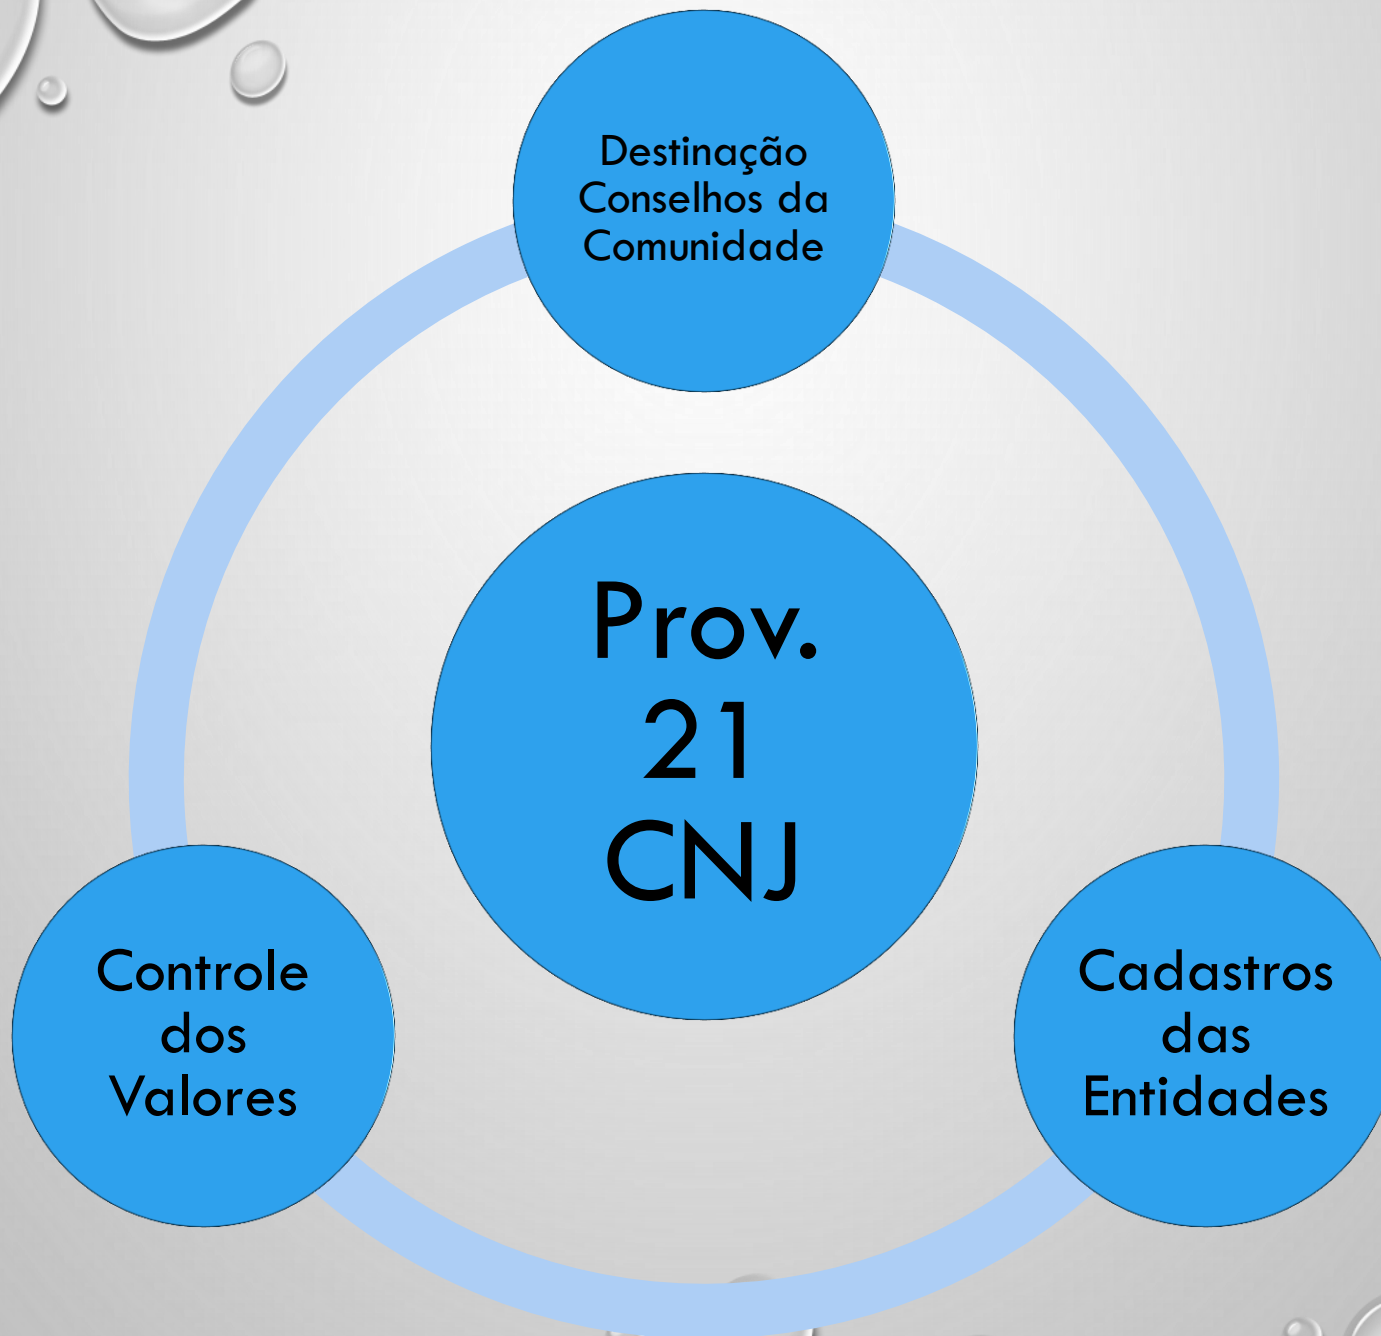 Destinação
Conselhos da
Comunidade
Prov.
21
CNJ
Controle
dos
Valores
Cadastros
das
Entidades